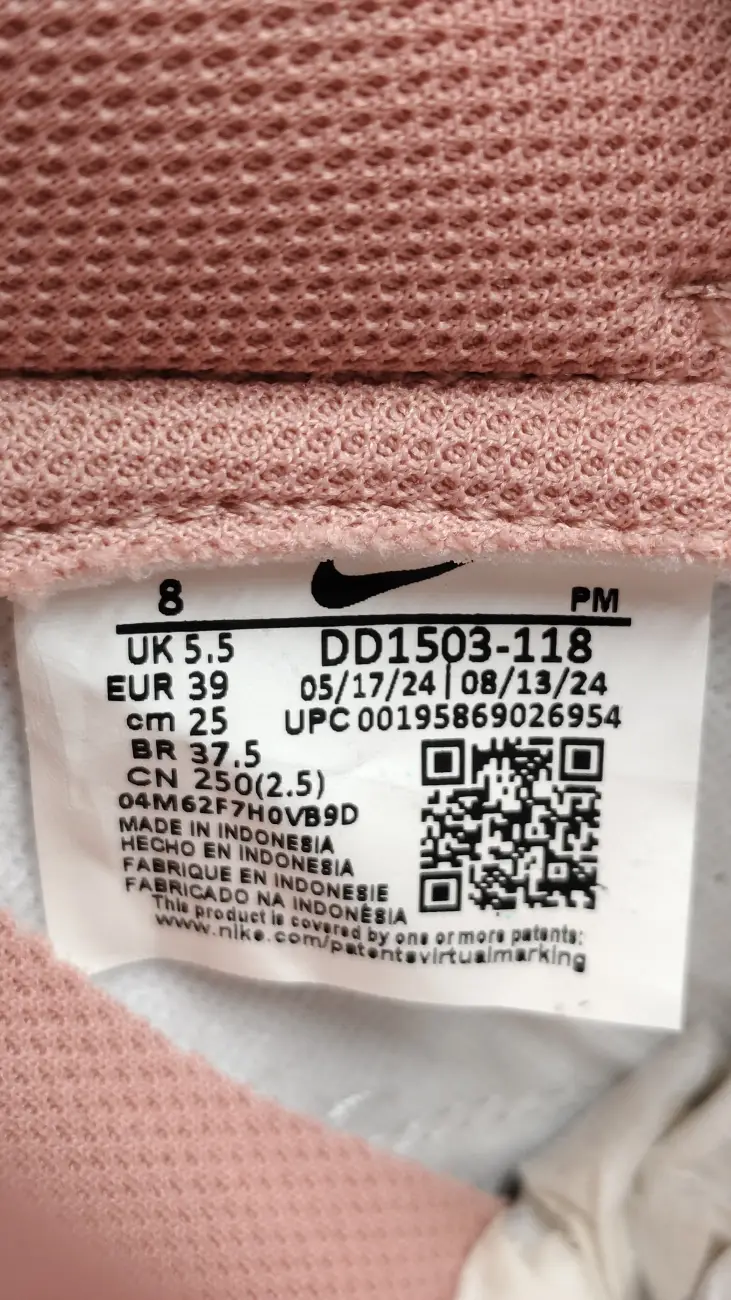 8 PM
UK 5.5 DD1503-118
EUR 39 05/17/24 | 08/13/24
cm 25 UPC 00195869026954
BR 37.5
CN 250(2.5)
04M62F7H0VB9D
MADE IN INDONESIA
HECHO EN INDONESIA
FABRIQUE EN INDONESIE
FABRICADO NA INDONÉSIA
This product is covered by one or more patents:
www.nike.com/patentsvirtualmarking